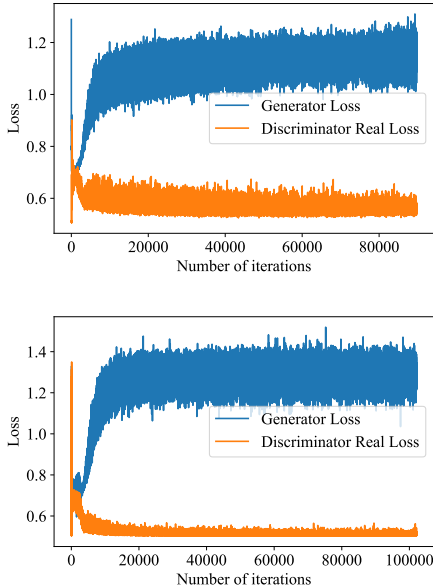 1.2
1.0
0.8
0.6
Loss
Generator Loss
Discriminator Real Loss
0 20000 40000 60000 80000
Number of iterations
1.4
1.2
1.0
0.8
0.6
Loss
Generator Loss
Discriminator Real Loss
0 20000 40000 60000 80000 100000
Number of iterations